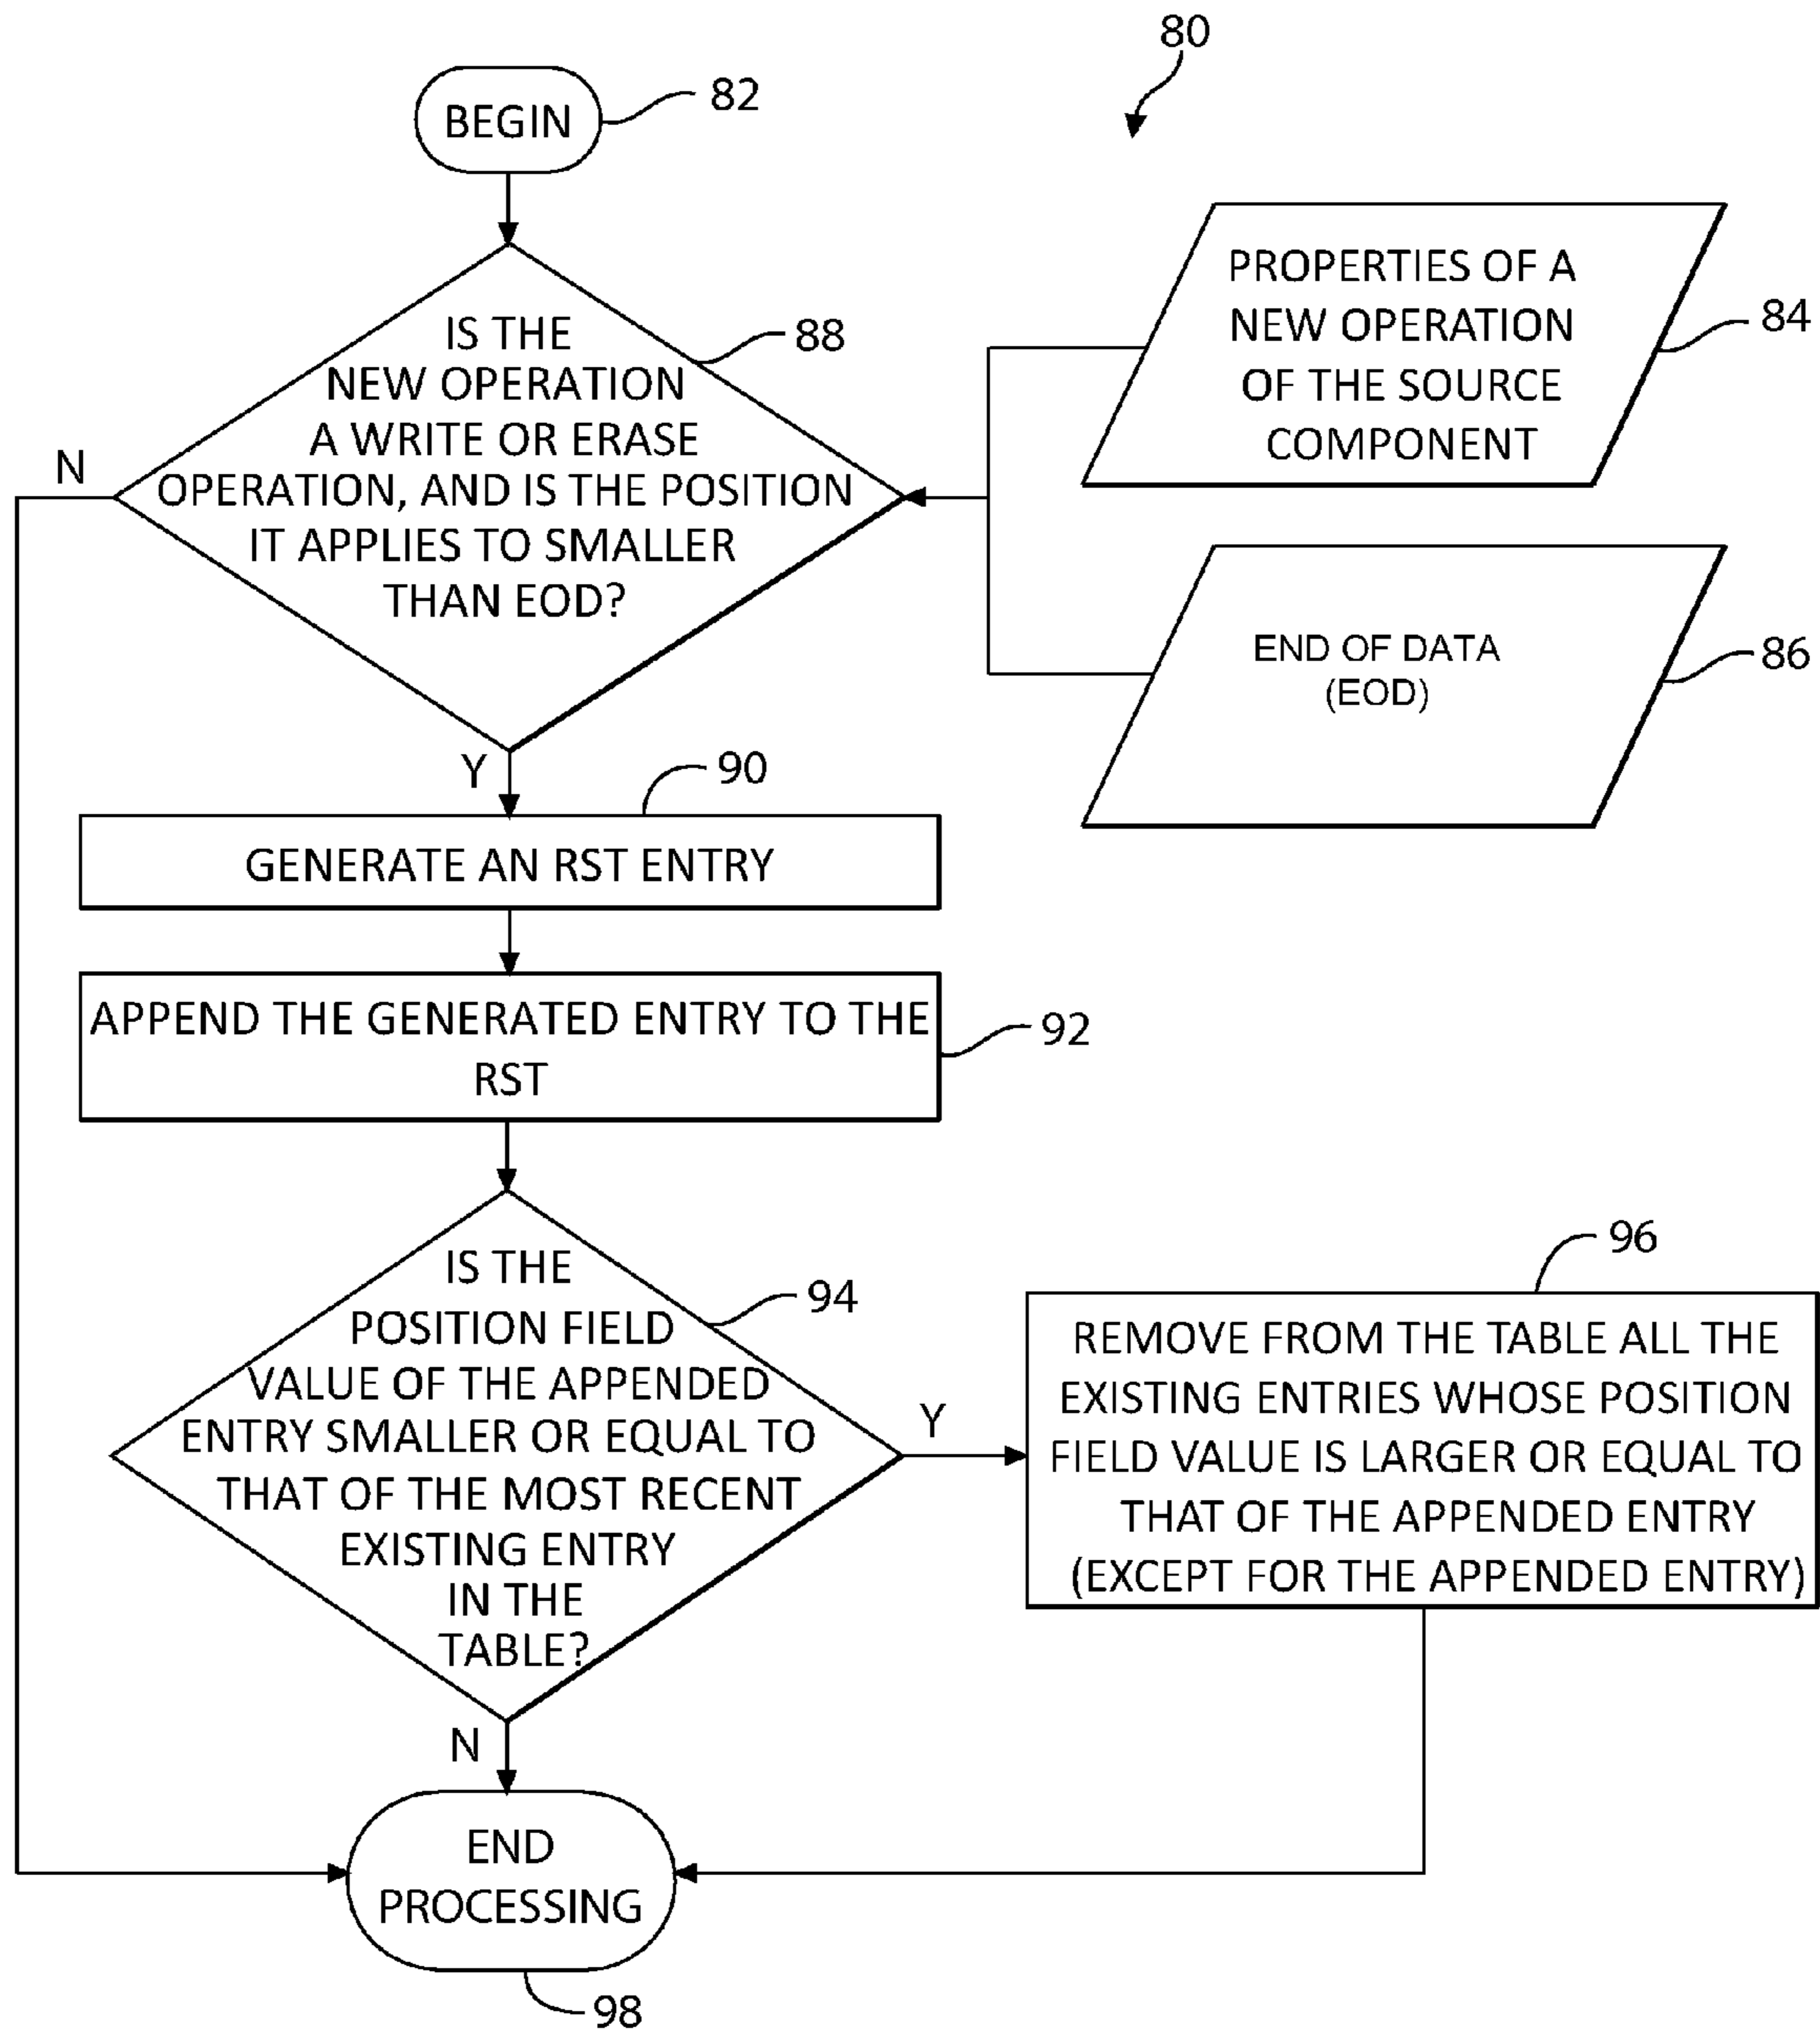 80
BEGIN
82
PROPERTIES OF A
NEW OPERATION
OF THE SOURCE
COMPONENT
84
IS THE
NEW OPERATION
A WRITE OR ERASE
OPERATION, AND IS THE POSITION
IT APPLIES TO SMALLER
THAN EOD?
88
N
END OF DATA
(EOD)
86
Y
90
GENERATE AN RST ENTRY
APPEND THE GENERATED ENTRY TO THE
RST
92
IS THE
POSITION FIELD
VALUE OF THE APPENDED
ENTRY SMALLER OR EQUAL TO
THAT OF THE MOST RECENT
EXISTING ENTRY
IN THE
TABLE?
94
Y
96
REMOVE FROM THE TABLE ALL THE
EXISTING ENTRIES WHOSE POSITION
FIELD VALUE IS LARGER OR EQUAL TO
THAT OF THE APPENDED ENTRY
(EXCEPT FOR THE APPENDED ENTRY)
N
END
PROCESSING
98